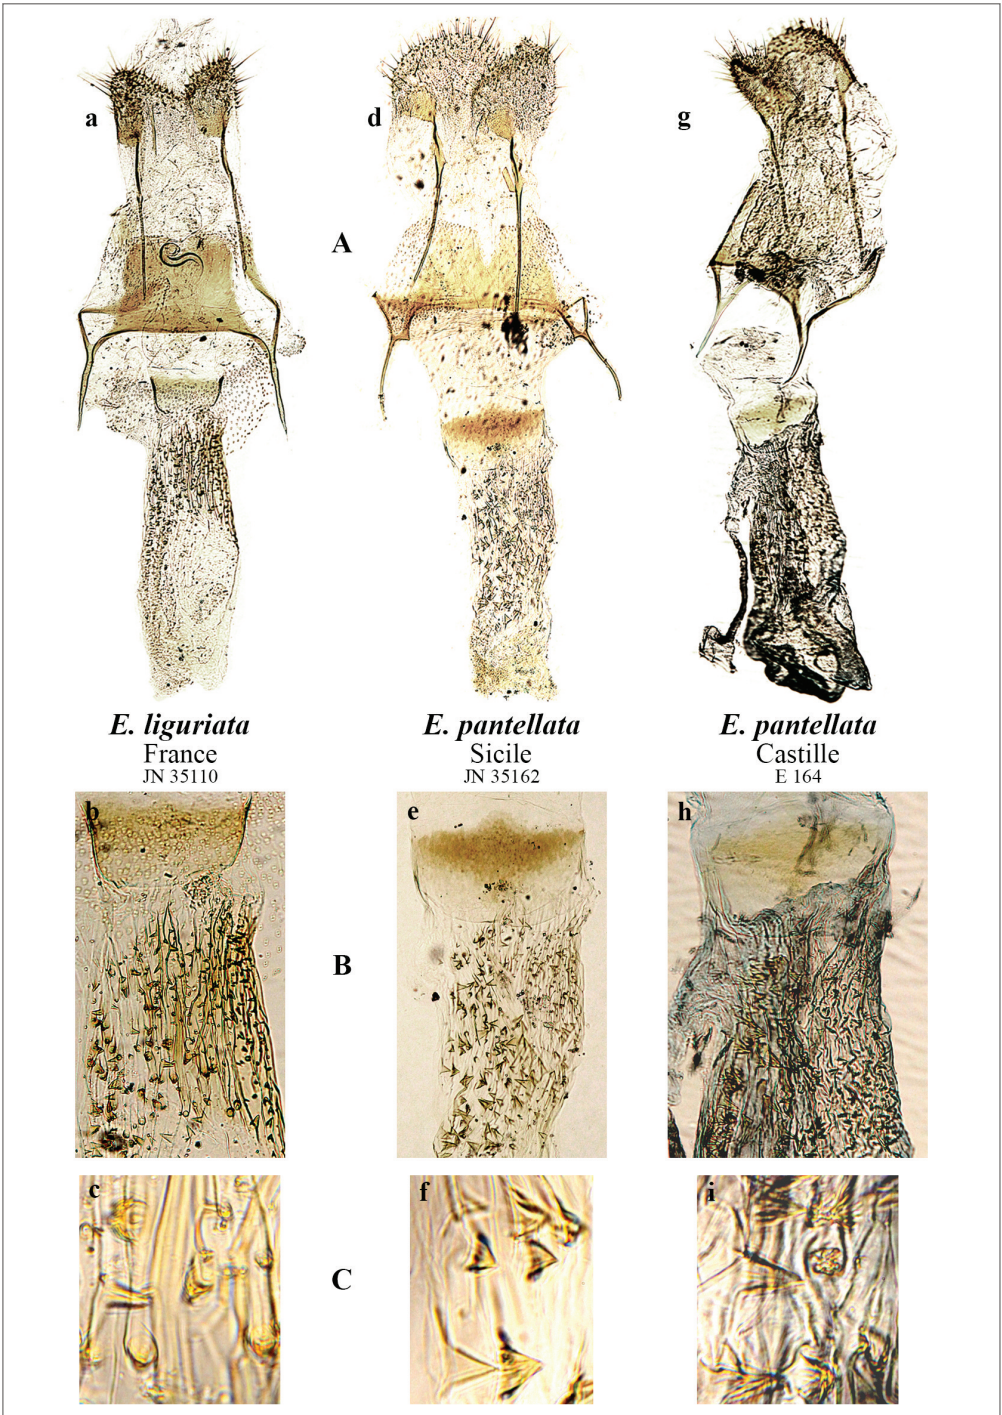 a
d
g
A
E. liguriata
France
JN 35110
E. pantellata
Sicile
JN 35162
E. pantellata
Castille
E 164
b
e
h
B
c
f
i
C